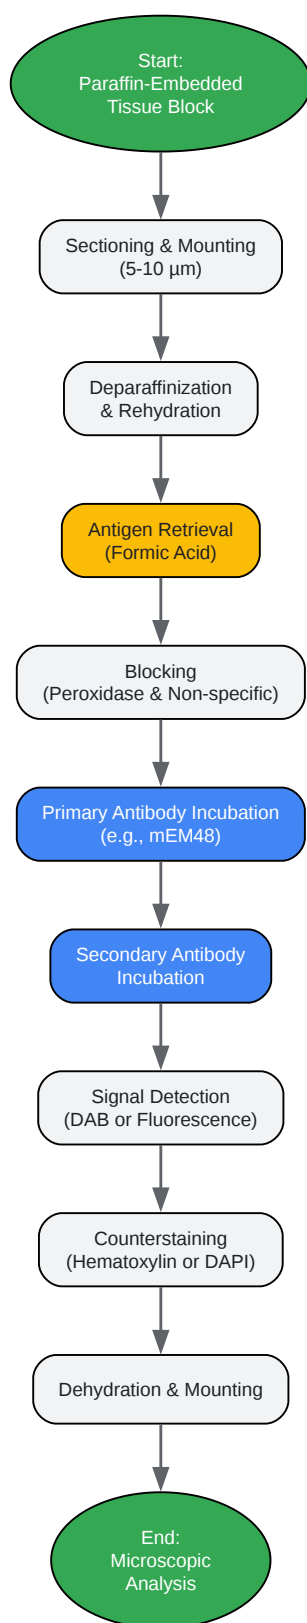 Start:
Paraffin-Embedded
Tissue Block
Sectioning & Mounting
(5-10 µm)
Deparaffinization
& Rehydration
Antigen Retrieval
(Formic Acid)
Blocking
(Peroxidase & Non-specific)
Primary Antibody Incubation
(e.g., mEM48)
Secondary Antibody
Incubation
Signal Detection
(DAB or Fluorescence)
Counterstaining
(Hematoxylin or DAPI)
Dehydration & Mounting
End:
Microscopic
Analysis